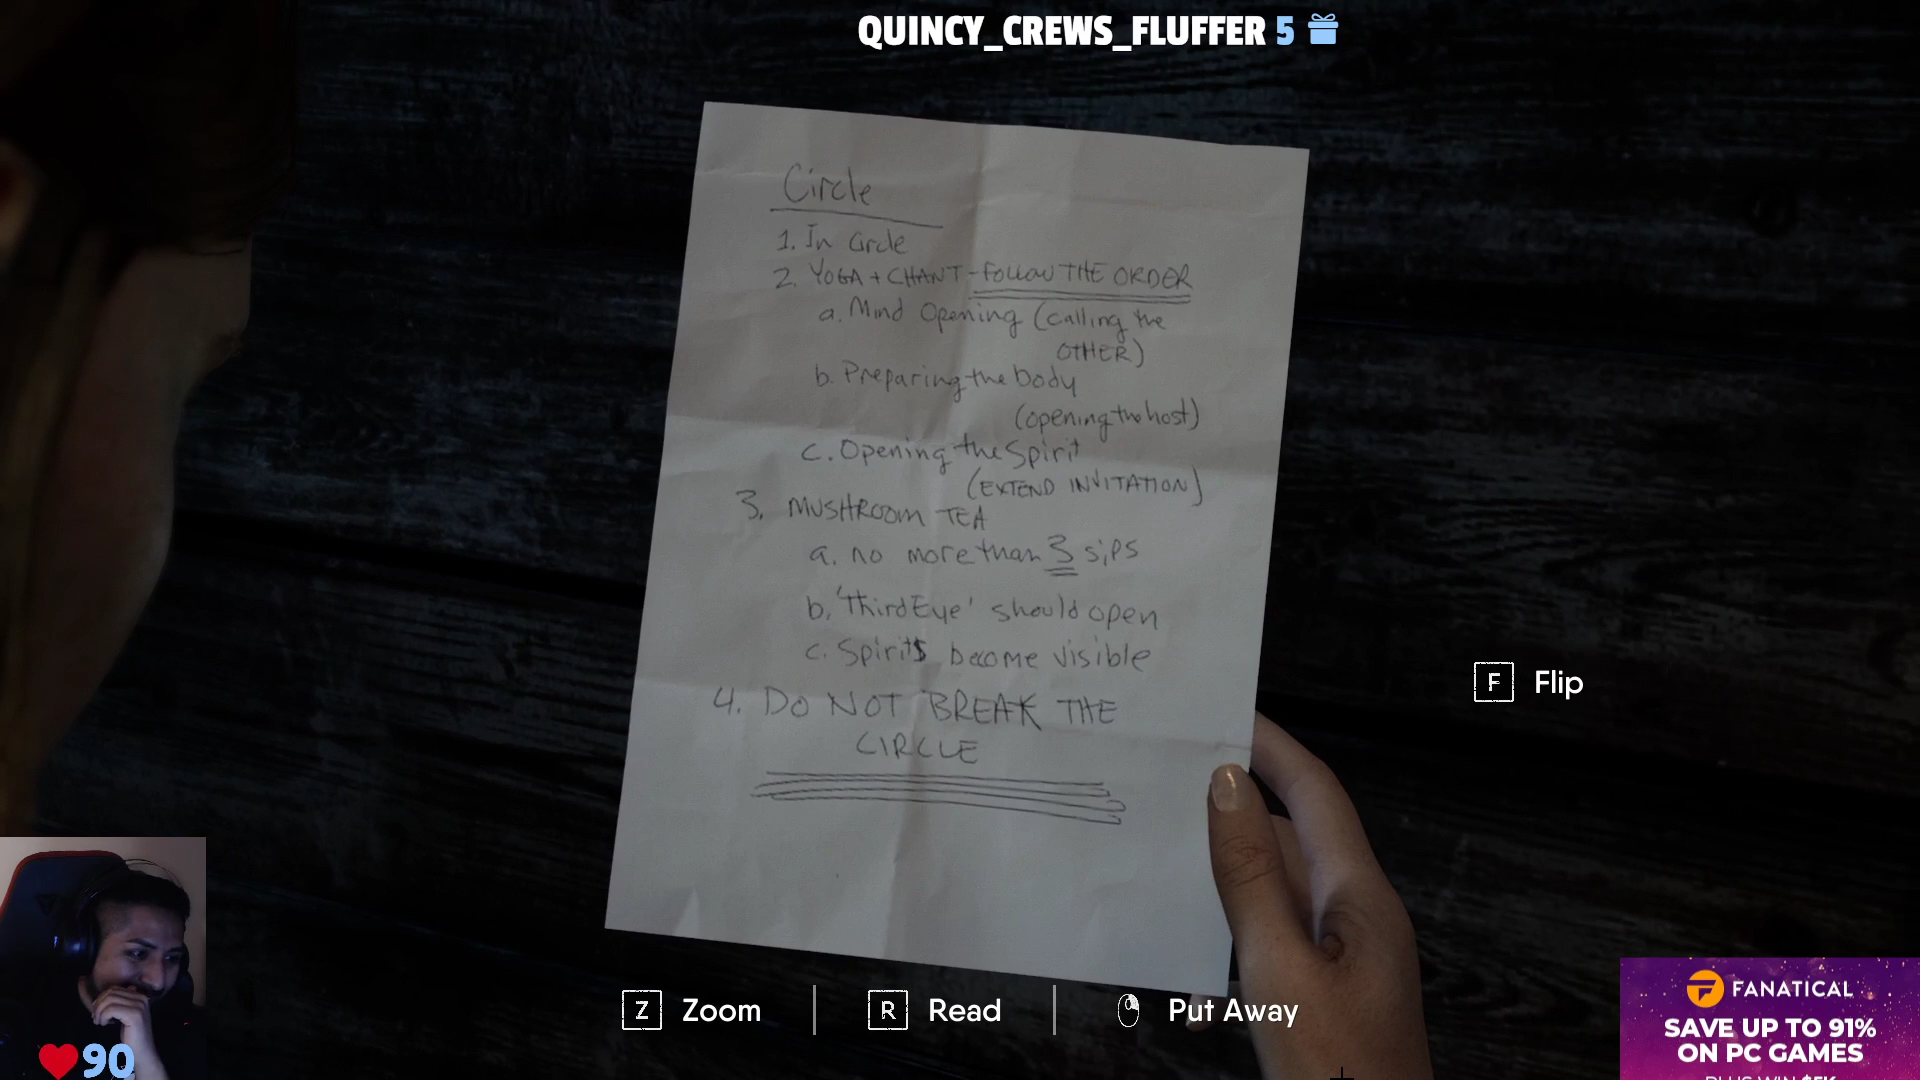 QUINCY_CREWS_FLUFFER 5
Circle
1. In Circle
2. YOGA + CHANT - FOLLOW THE ORDER
a. Mind Opening (calling the
OTHER)
b. Preparing the body
(opening the host)
c. Opening the Spirit
(EXTEND INVITATION)
3. MUSHROOM TEA
a. no more than 3 sips
b. 'Third Eye' should open
c. Spirits become visible
4. DO NOT BREAK THE
CIRCLE
F Flip
Z Zoom
R Read
Put Away
90
FANATICAL
SAVE UP TO 91%
ON PC GAMES
PLUS WIN $5K